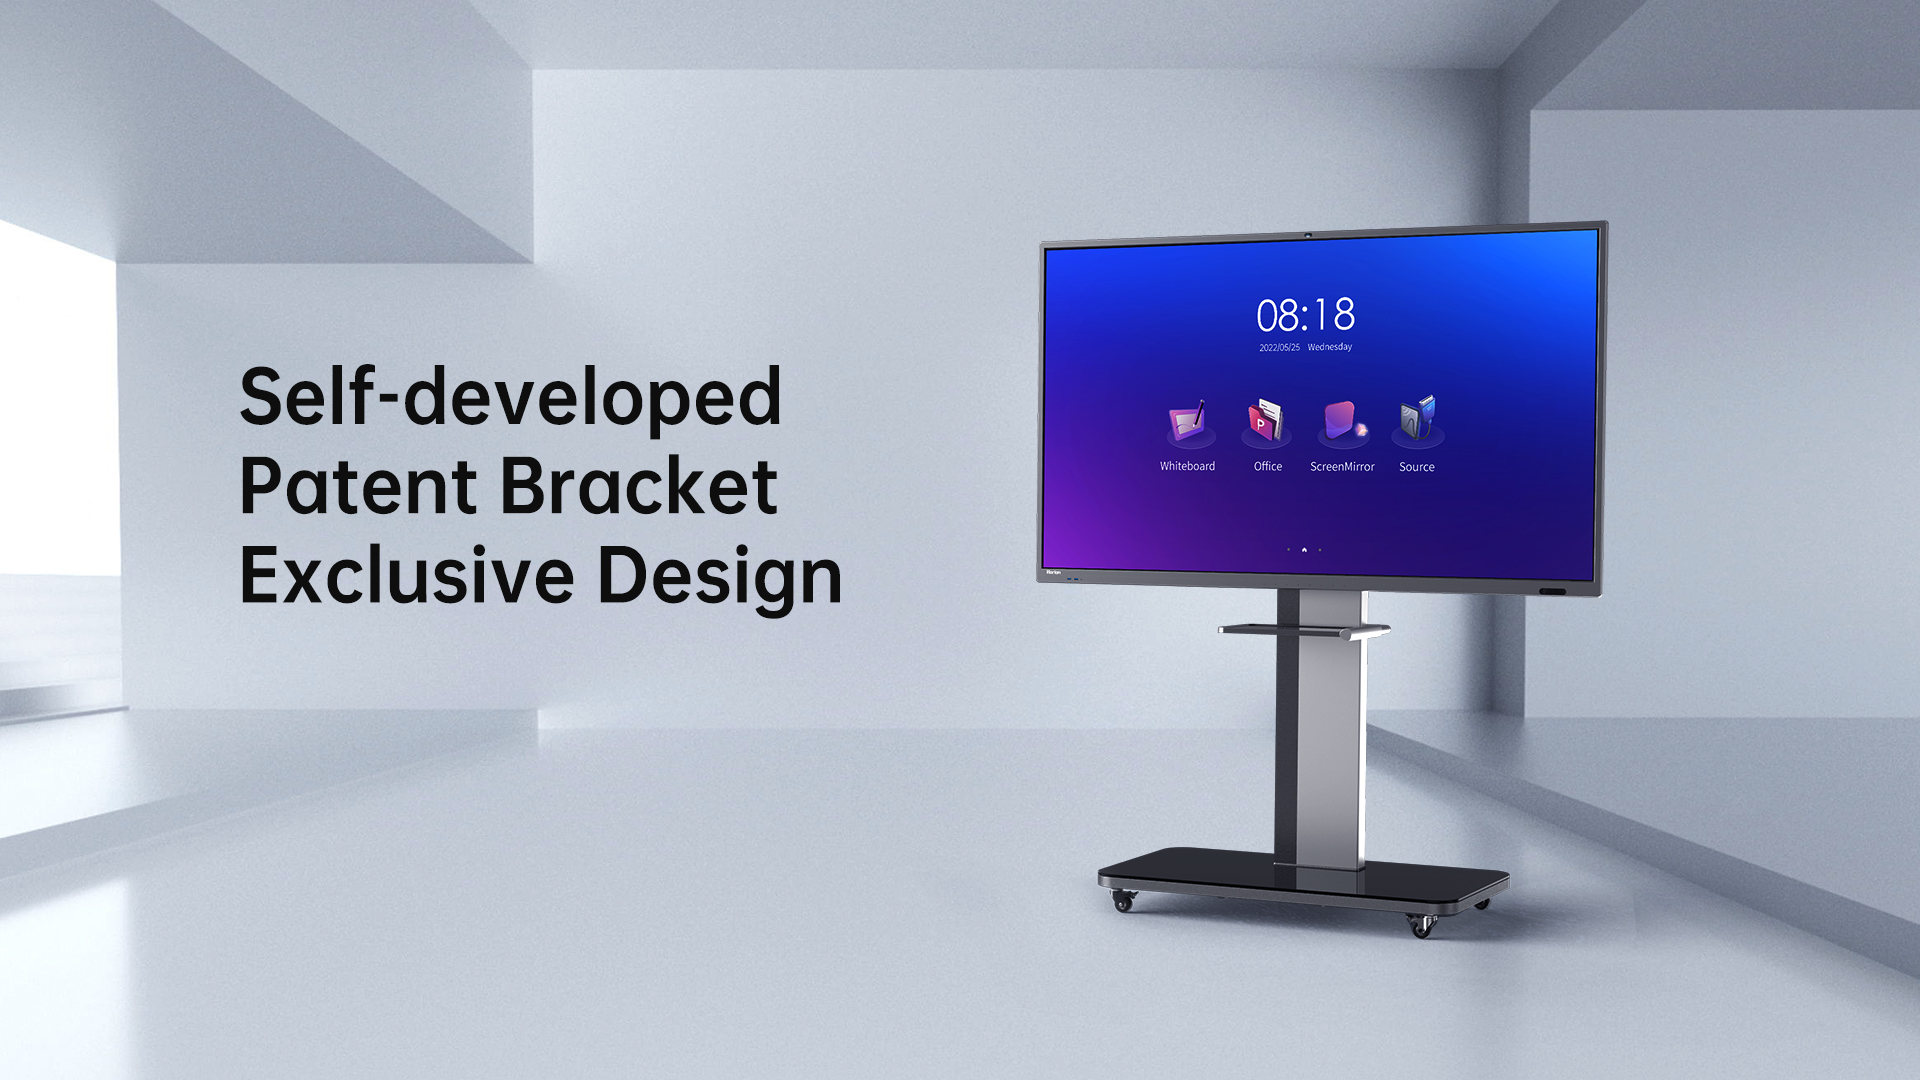 Self-developed
Patent Bracket
Exclusive Design
08:18
2022/05/25 Wednesday
Whiteboard Office ScreenMirror Source